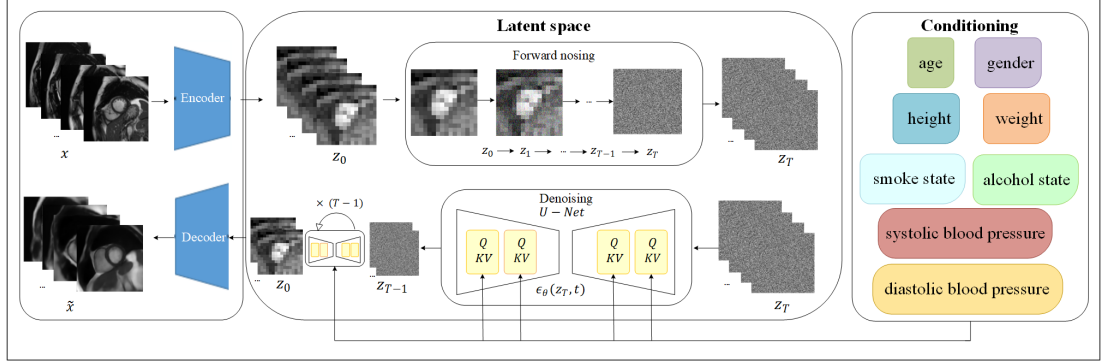 Latent space
Conditioning
Forward nosing
age
gender
Encoder
...
height
weight
...
x
...
z_0
z_0 → z_1 → ... → z_{T-1} → z_T
...
z_T
smoke state
alcohol state
Denoising
U − Net
× (T − 1)
Q
KV
Q
KV
Q
KV
Q
KV
systolic blood pressure
Decoder
...
x̃
...
z_0
...
z_{T-1}
ϵ_θ(z_T, t)
...
z_T
diastolic blood pressure